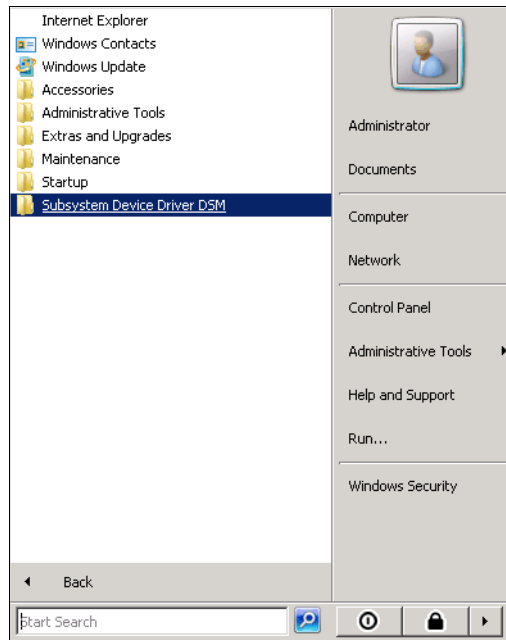 Internet Explorer
Windows Contacts
Windows Update
Accessories
Administrative Tools
Extras and Upgrades
Maintenance
Startup
Subsystem Device Driver DSM
Back
Start Search
Administrator
Documents
Computer
Network
Control Panel
Administrative Tools
Help and Support
Run...
Windows Security